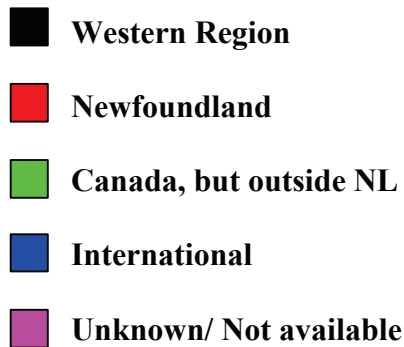 Western Region
Newfoundland
Canada, but outside NL
International
Unknown/ Not available